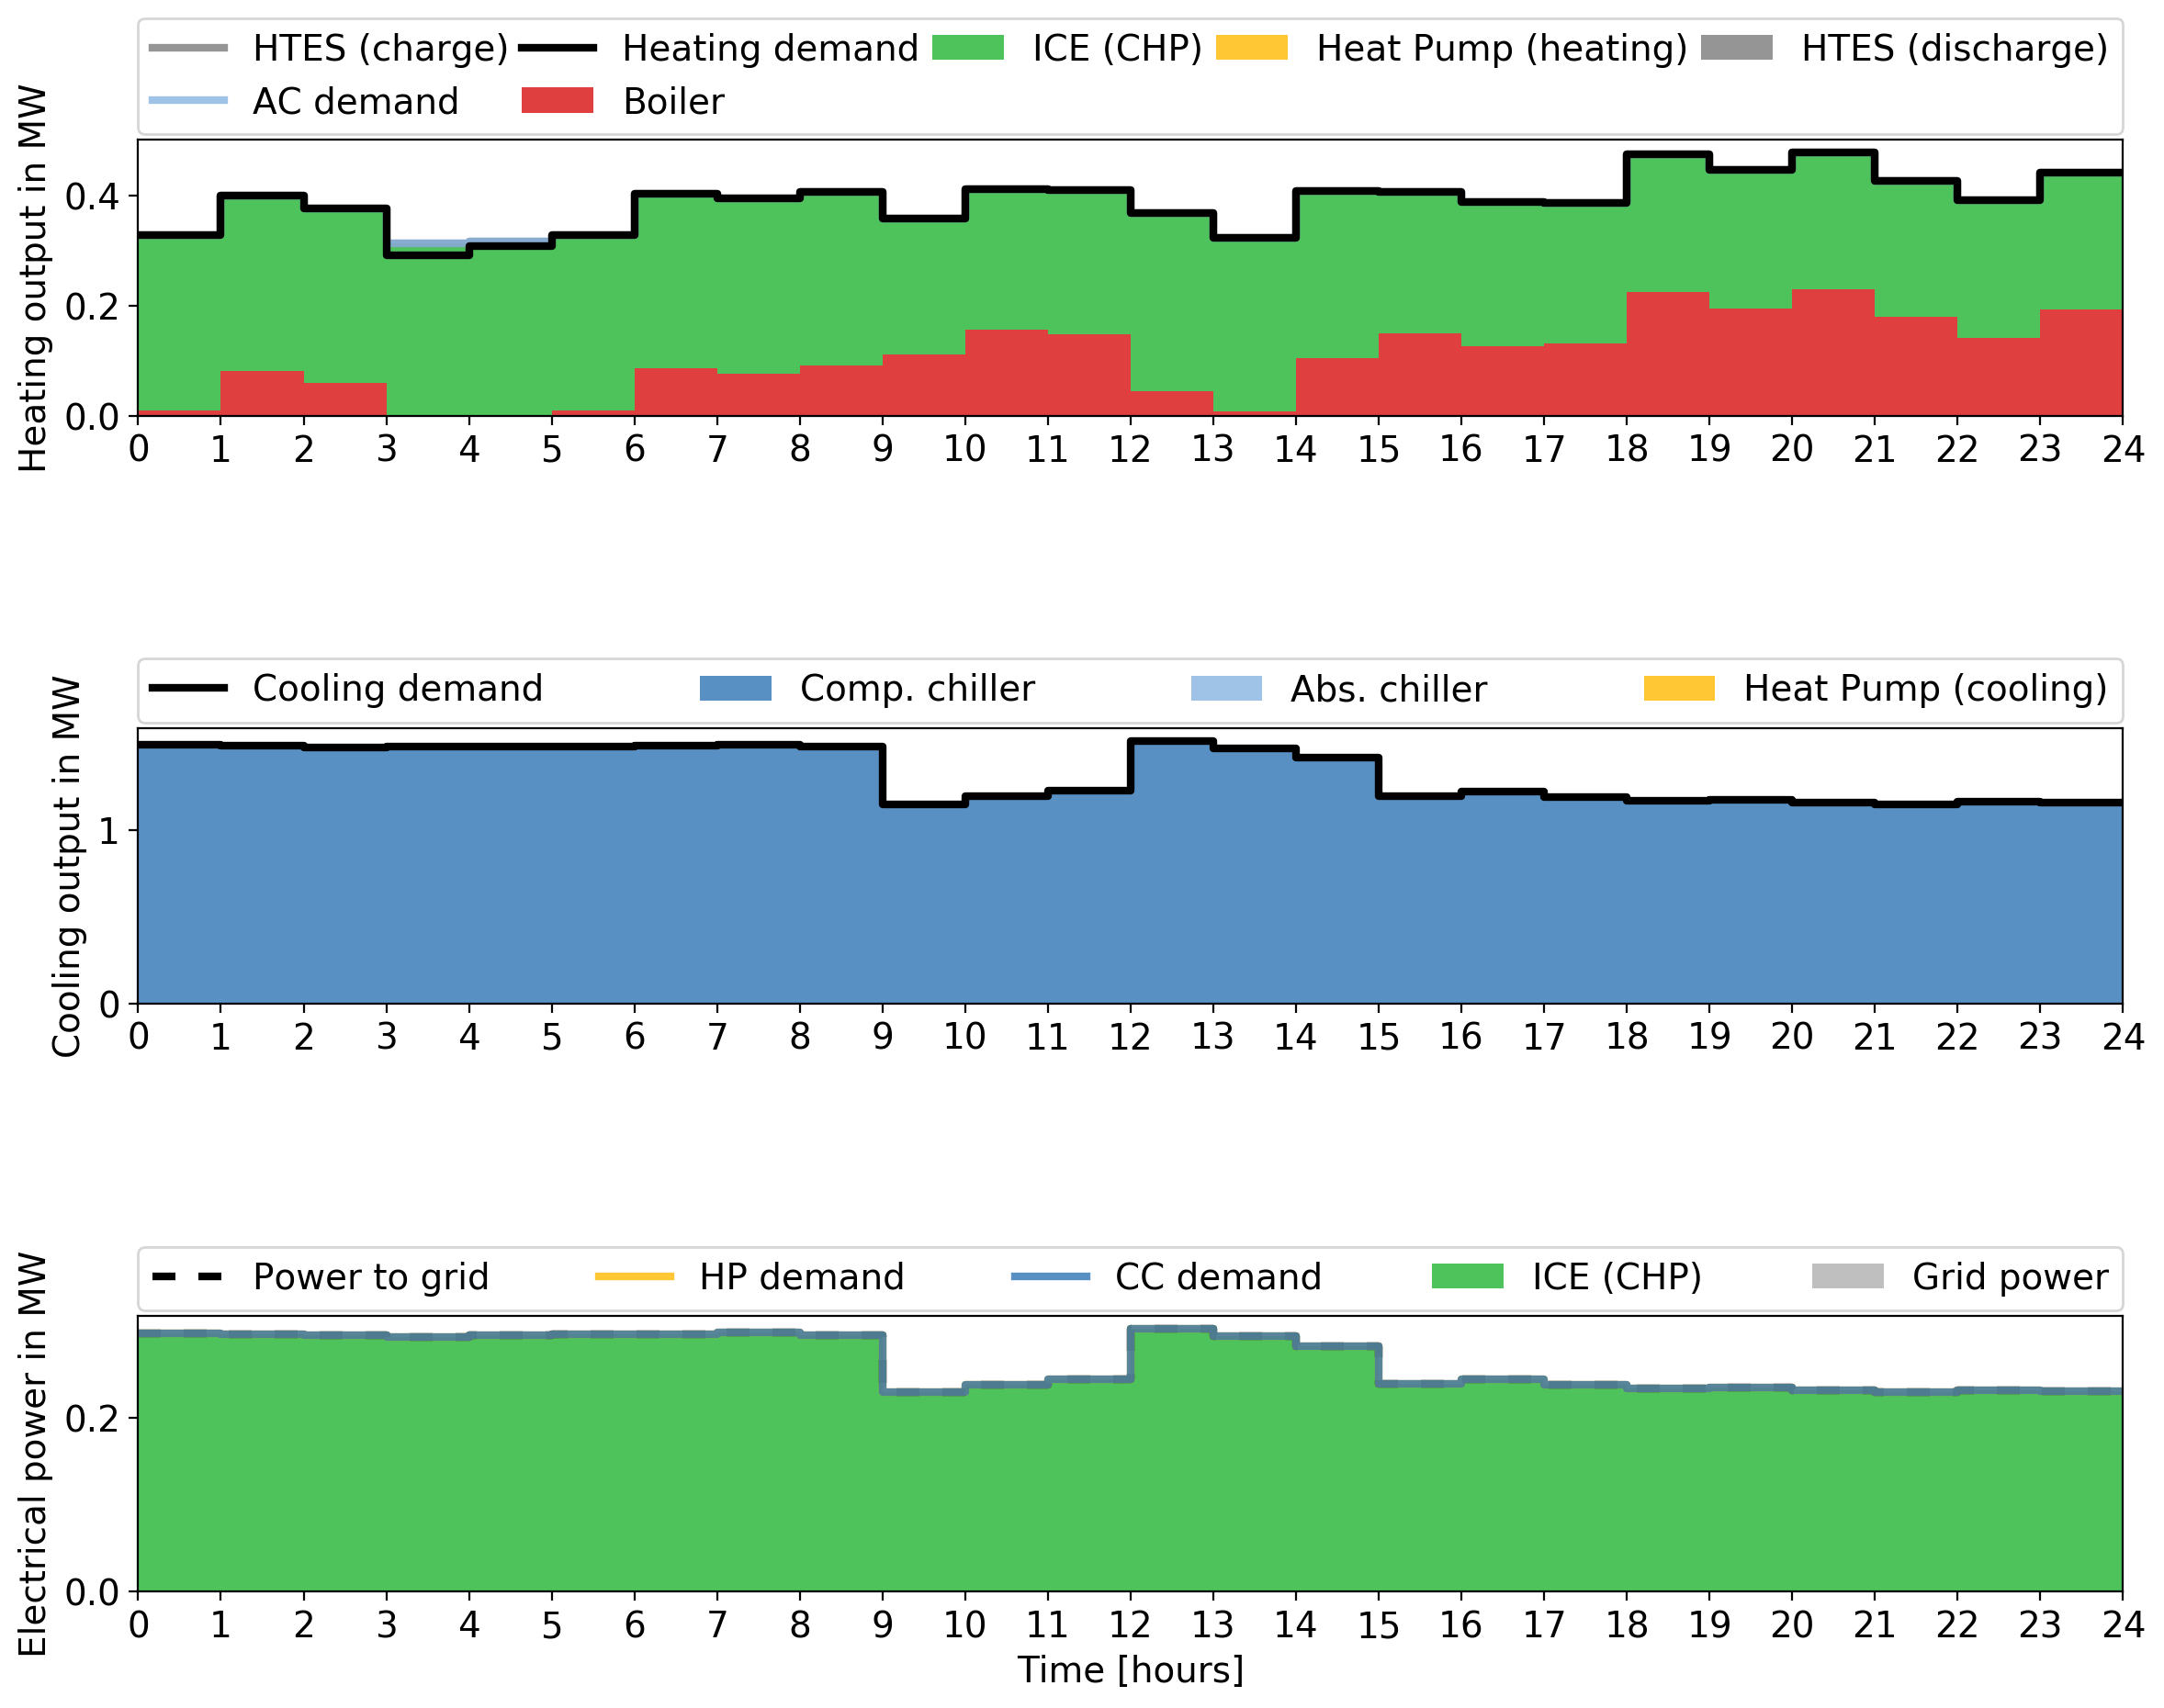 HTES (charge) Heating demand ICE (CHP) Heat Pump (heating) HTES (discharge)
AC demand Boiler
Heating output in MW
0.4
0.2
0.0
0 1 2 3 4 5 6 7 8 9 10 11 12 13 14 15 16 17 18 19 20 21 22 23 24
Cooling demand Comp. chiller Abs. chiller Heat Pump (cooling)
Cooling output in MW
1
0
0 1 2 3 4 5 6 7 8 9 10 11 12 13 14 15 16 17 18 19 20 21 22 23 24
Power to grid HP demand CC demand ICE (CHP) Grid power
Electrical power in MW
0.2
0.0
0 1 2 3 4 5 6 7 8 9 10 11 12 13 14 15 16 17 18 19 20 21 22 23 24
Time [hours]